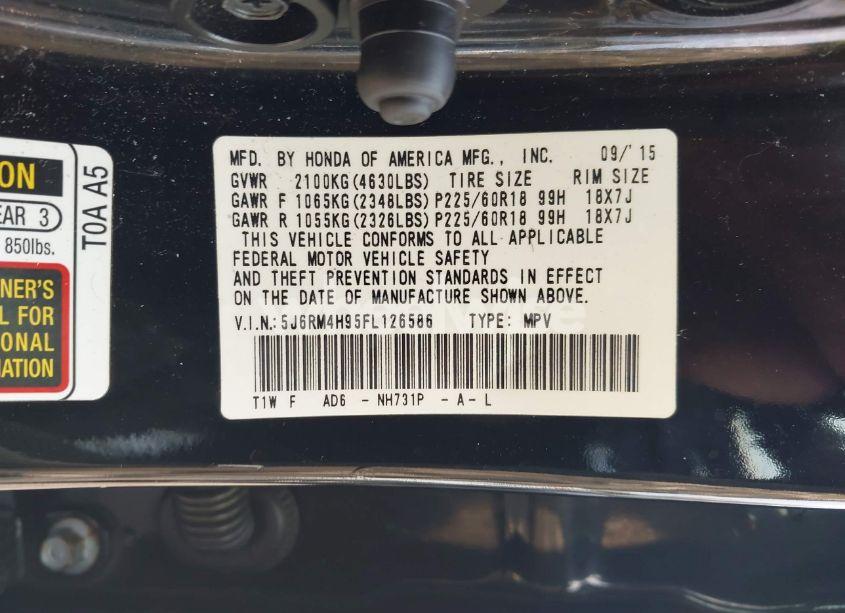 ON
EAR 3
850lbs.
NER'S
L FOR
ONAL
MATION
T0A A5
MFD. BY HONDA OF AMERICA MFG., INC. 09/'15
GVWR 2100KG(4630LBS) TIRE SIZE RIM SIZE
GAWR F 1065KG(2348LBS)P225/60R18 99H 18X7J
GAWR R 1055KG(2326LBS)P225/60R18 99H 18X7J
THIS VEHICLE CONFORMS TO ALL APPLICABLE
FEDERAL MOTOR VEHICLE SAFETY
AND THEFT PREVENTION STANDARDS IN EFFECT
ON THE DATE OF MANUFACTURE SHOWN ABOVE.
V.I.N.:5J6RM4H95FL126586 TYPE: MPV
T1W F AD6 - NH731P - A - L